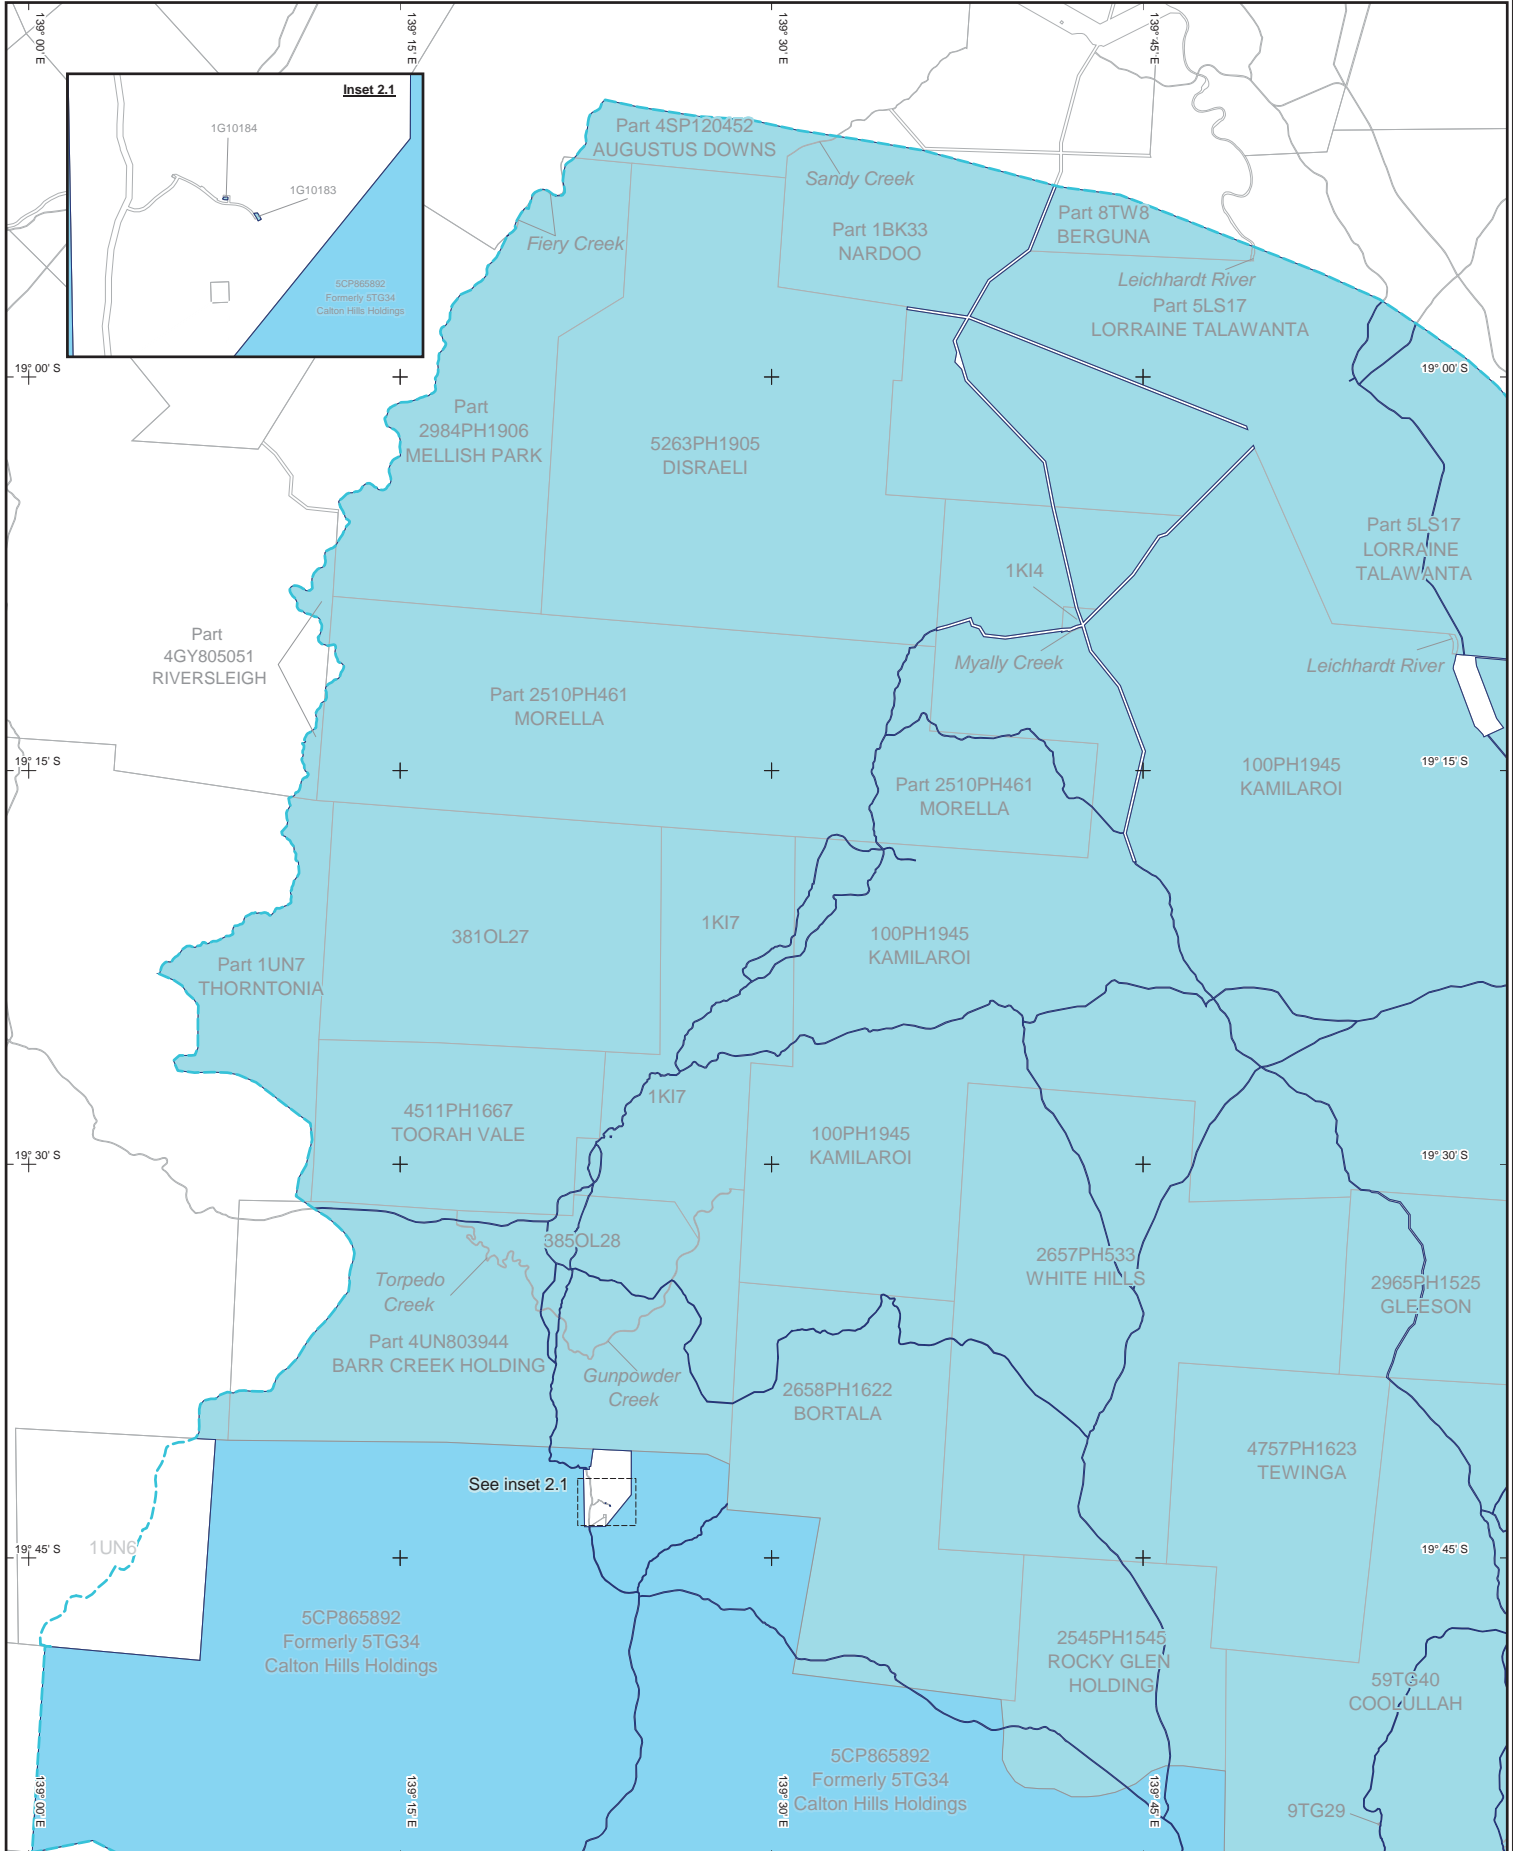 139° 00' E
139° 15' E
139° 30' E
139° 45' E
Inset 2.1
1G10184
1G10183
5CP865892
Formerly 5TG34
Calton Hills Holdings
Part 4SP120452
AUGUSTUS DOWNS
Sandy Creek
Fiery Creek
Part 1BK33
NARDOO
Part 8TW8
BERGUNA
Leichhardt River
Part 5LS17
LORRAINE TALAWANTA
19° 00' S
19° 00' S
Part
2984PH1906
MELLISH PARK
5263PH1905
DISRAELI
Part 5LS17
LORRAINE
TALAWANTA
1KI4
Part
4GY805051
RIVERSLEIGH
Myally Creek
Leichhardt River
Part 2510PH461
MORELLA
19° 15' S
19° 15' S
Part 2510PH461
MORELLA
100PH1945
KAMILAROI
381OL27
1KI7
100PH1945
KAMILAROI
Part 1UN7
THORNTONIA
4511PH1667
TOORAH VALE
1KI7
100PH1945
KAMILAROI
19° 30' S
19° 30' S
385OL28
2657PH533
WHITE HILLS
2965PH1525
GLEESON
Torpedo
Creek
Part 4UN803944
BARR CREEK HOLDING
Gunpowder
Creek
2658PH1622
BORTALA
4757PH1623
TEWINGA
See inset 2.1
1UN6
19° 45' S
19° 45' S
5CP865892
Formerly 5TG34
Calton Hills Holdings
2545PH1545
ROCKY GLEN
HOLDING
59TG40
COOLULLAH
5CP865892
Formerly 5TG34
Calton Hills Holdings
9TG29
139° 00' E
139° 15' E
139° 30' E
139° 45' E